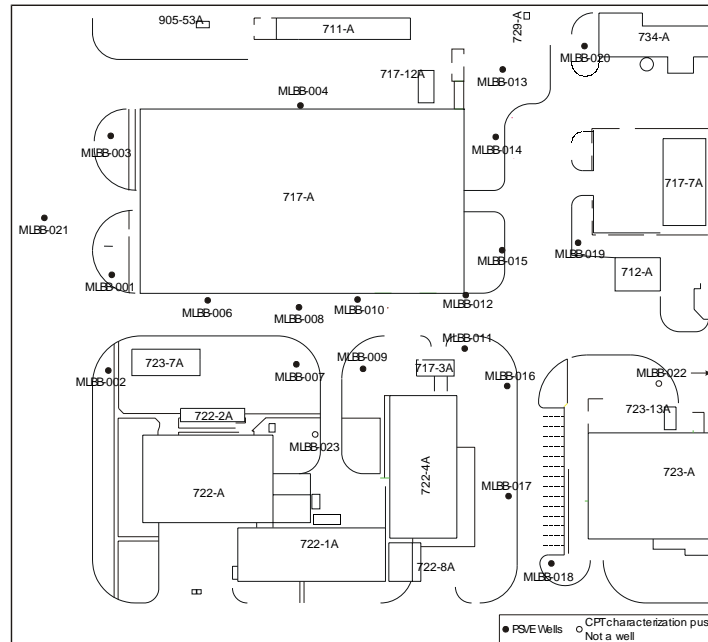 905-53A
711-A
729-A
734-A
MLBB-020
717-12A
MLBB-013
MLBB-004
MLBB-014
MLBB-003
717-A
717-7A
MLBB-021
MLBB-019
MLBB-015
MLBB-001
712-A
MLBB-006
MLBB-008
MLBB-010
MLBB-012
MLBB-011
723-7A
MLBB-009
717-3A
MLBB-002
MLBB-007
MLBB-016
MLBB-022
722-2A
723-13A
MLBB-023
722-4A
723-A
722-A
MLBB-017
722-1A
722-8A
MLBB-018
PSVE Wells
CPT characterization pus
Not a well